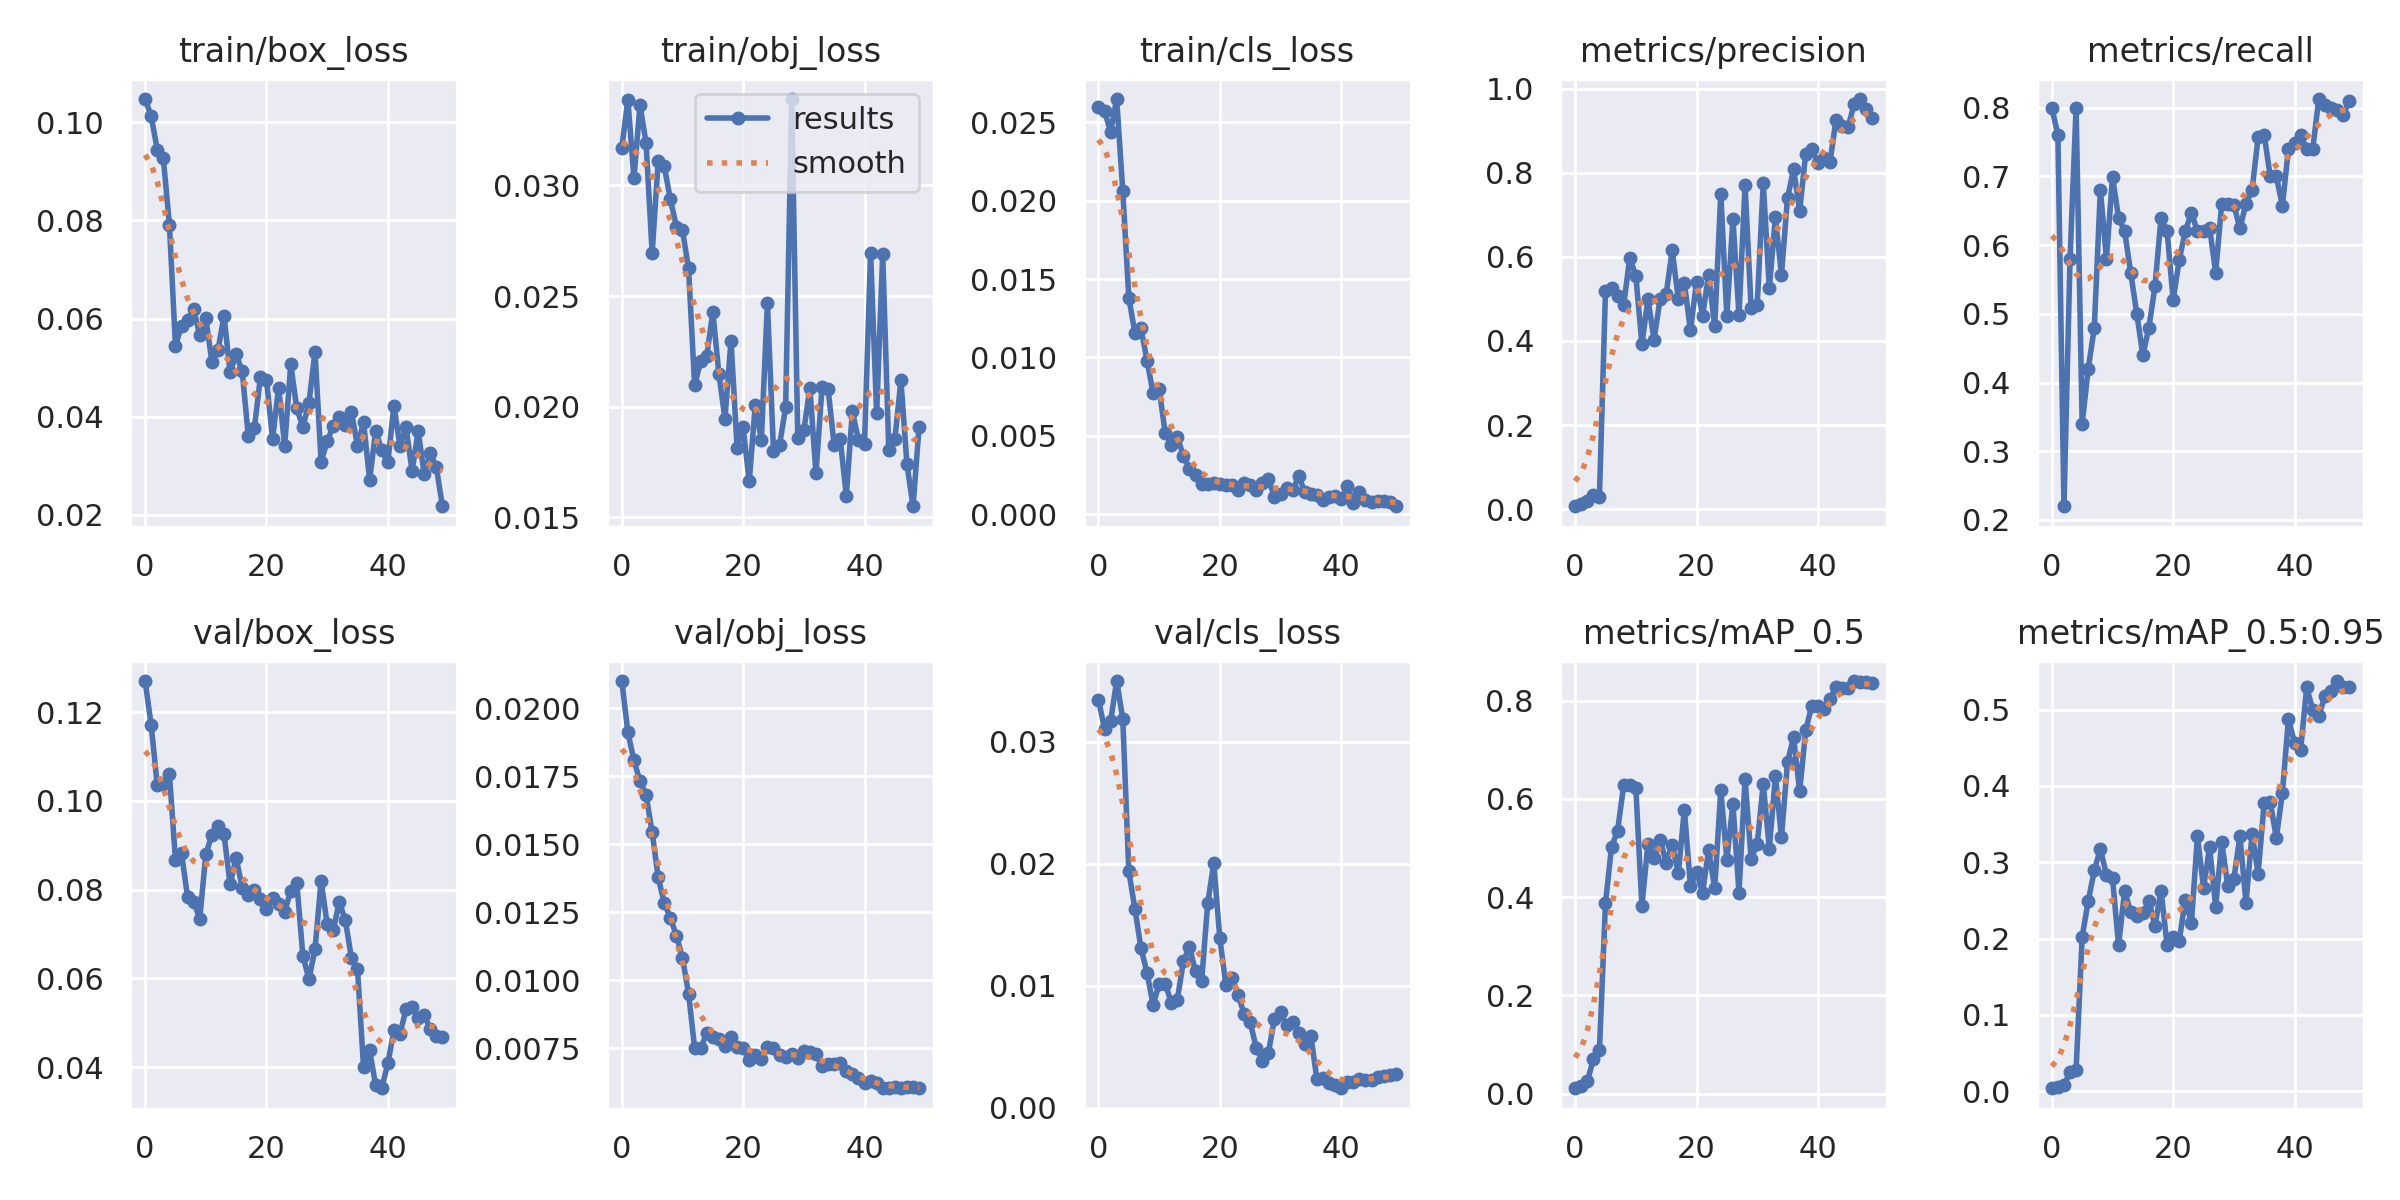 train/box_loss
0.10
0.08
0.06
0.04
0.02
0 20 40
train/obj_loss
results
smooth
0.030
0.025
0.020
0.015
0 20 40
train/cls_loss
0.025
0.020
0.015
0.010
0.005
0.000
0 20 40
metrics/precision
1.0
0.8
0.6
0.4
0.2
0.0
0 20 40
metrics/recall
0.8
0.7
0.6
0.5
0.4
0.3
0.2
0 20 40
val/box_loss
0.12
0.10
0.08
0.06
0.04
0 20 40
val/obj_loss
0.0200
0.0175
0.0150
0.0125
0.0100
0.0075
0 20 40
val/cls_loss
0.03
0.02
0.01
0.00
0 20 40
metrics/mAP_0.5
0.8
0.6
0.4
0.2
0.0
0 20 40
metrics/mAP_0.5:0.95
0.5
0.4
0.3
0.2
0.1
0.0
0 20 40